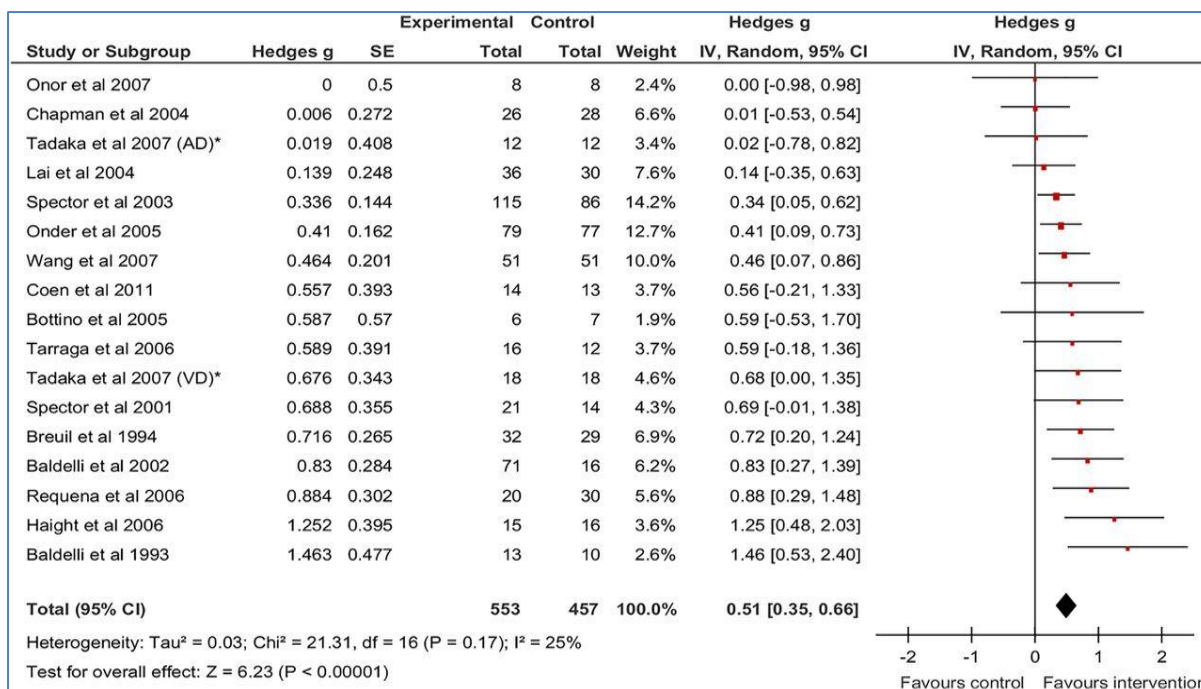 Experimental Control Hedges g Hedges g
Study or Subgroup Hedges g SE Total Total Weight IV, Random, 95% CI IV, Random, 95% CI
Onor et al 2007 0 0.5 8 8 2.4% 0.00 [-0.98, 0.98]
Chapman et al 2004 0.006 0.272 26 28 6.6% 0.01 [-0.53, 0.54]
Tadaka et al 2007 (AD)* 0.019 0.408 12 12 3.4% 0.02 [-0.78, 0.82]
Lai et al 2004 0.139 0.248 36 30 7.6% 0.14 [-0.35, 0.63]
Spector et al 2003 0.336 0.144 115 86 14.2% 0.34 [0.05, 0.62]
Onder et al 2005 0.41 0.162 79 77 12.7% 0.41 [0.09, 0.73]
Wang et al 2007 0.464 0.201 51 51 10.0% 0.46 [0.07, 0.86]
Coen et al 2011 0.557 0.393 14 13 3.7% 0.56 [-0.21, 1.33]
Bottino et al 2005 0.587 0.57 6 7 1.9% 0.59 [-0.53, 1.70]
Tarraga et al 2006 0.589 0.391 16 12 3.7% 0.59 [-0.18, 1.36]
Tadaka et al 2007 (VD)* 0.676 0.343 18 18 4.6% 0.68 [0.00, 1.35]
Spector et al 2001 0.688 0.355 21 14 4.3% 0.69 [-0.01, 1.38]
Breuil et al 1994 0.716 0.265 32 29 6.9% 0.72 [0.20, 1.24]
Baldelli et al 2002 0.83 0.284 71 16 6.2% 0.83 [0.27, 1.39]
Requena et al 2006 0.884 0.302 20 30 5.6% 0.88 [0.29, 1.48]
Haight et al 2006 1.252 0.395 15 16 3.6% 1.25 [0.48, 2.03]
Baldelli et al 1993 1.463 0.477 13 10 2.6% 1.46 [0.53, 2.40]
Total (95% CI) 553 457 100.0% 0.51 [0.35, 0.66]
Heterogeneity: Tau² = 0.03; Chi² = 21.31, df = 16 (P = 0.17); I² = 25%
Test for overall effect: Z = 6.23 (P < 0.00001)
-2 -1 0 1 2
Favours control Favours intervention